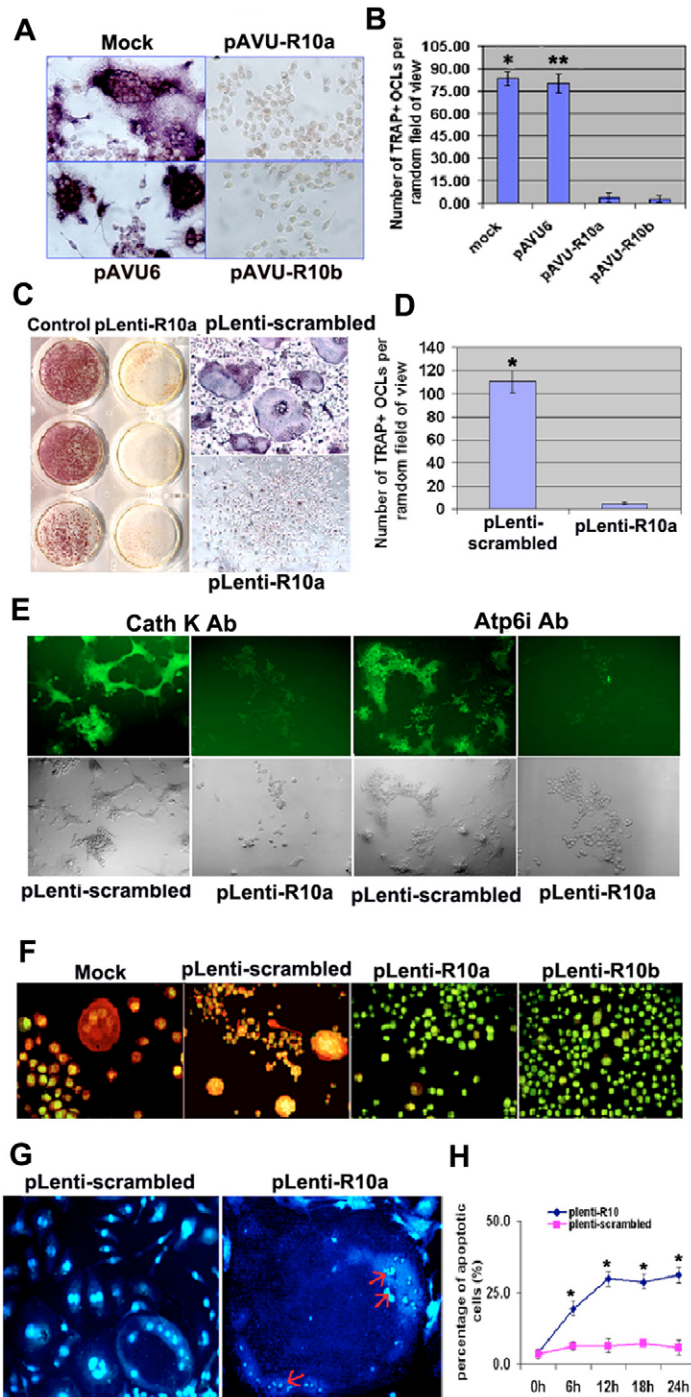 A
Mock pAVU-R10a
pAVU6 pAVU-R10b
B
Number of TRAP+ OCLs per
ramdom field of view
105.00
90.00
75.00
60.00
45.00
30.00
15.00
0.00
* **
mock pAVU6 pAVU-R10a pAVU-R10b
C
Control pLenti-R10a pLenti-scrambled
pLenti-R10a
D
Number of TRAP+ OCLs per
ramdom field of view
140
120
100
80
60
40
20
0
*
pLenti-
scrambled
pLenti-R10a
E
Cath K Ab Atp6i Ab
pLenti-scrambled pLenti-R10a pLenti-scrambled pLenti-R10a
F
Mock pLenti-scrambled pLenti-R10a pLenti-R10b
G
pLenti-scrambled pLenti-R10a
H
plenti-R10
plenti-scrambled
percentage of apoptotic
cells (%)
50.0
25.0
0.0
* * * *
0h 6h 12h 18h 24h